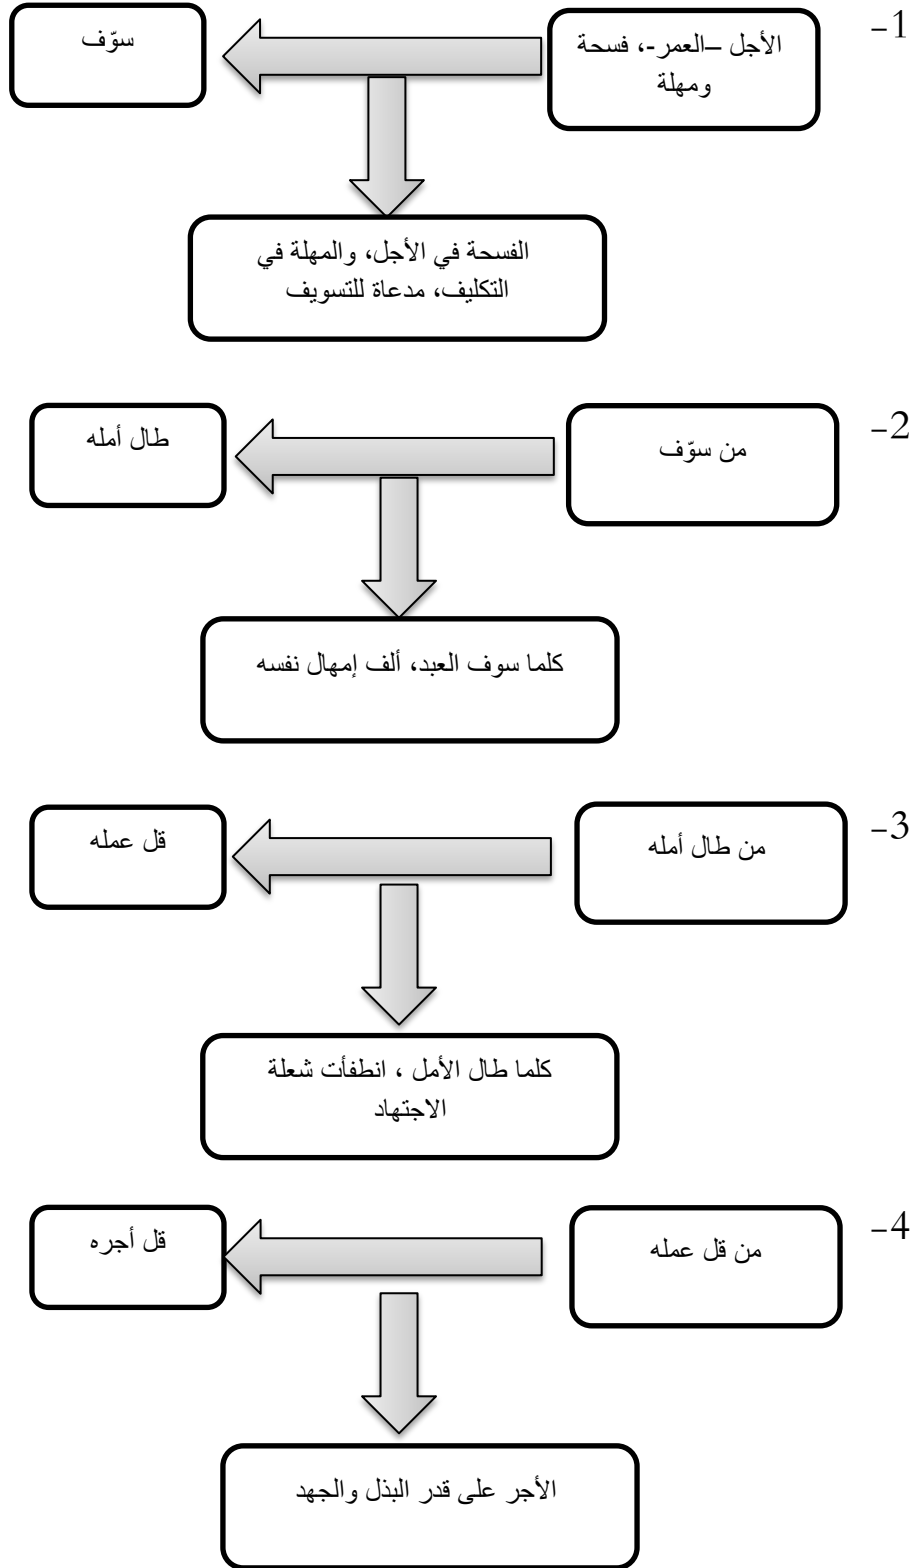 1-
الأجل –العمر-، فسحة
ومهلة
سوّف
الفسحة في الأجل، والمهلة في
التكليف، مدعاة للتسويف
2-
من سوّف
طال أمله
كلما سوف العبد، ألف إمهال نفسه
3-
من طال أمله
قل عمله
كلما طال الأمل ، انطفأت شعلة
الاجتهاد
4-
من قل عمله
قل أجره
الأجر على قدر البذل والجهد